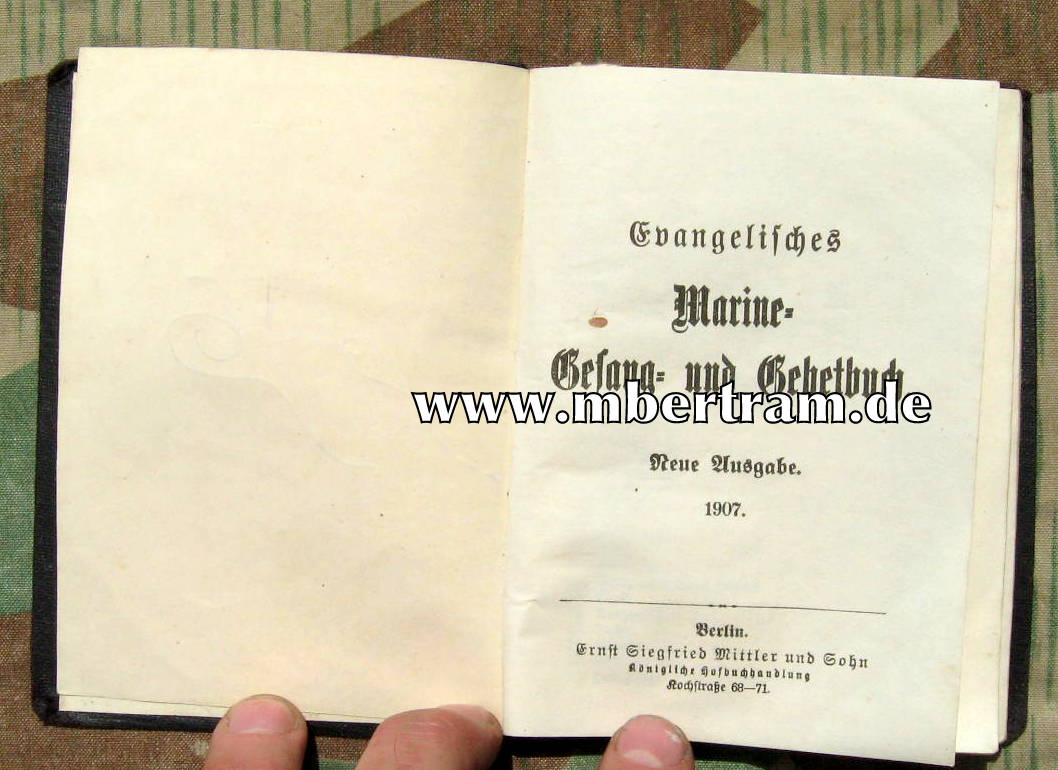 Evangelisches
Marine-
Gesang- und Gebetbuch
www.mbertram.de
Neue Ausgabe.
1907.
Berlin.
Ernst Siegfried Mittler und Sohn
Königliche Hofbuchhandlung
Kochstraße 68—71.